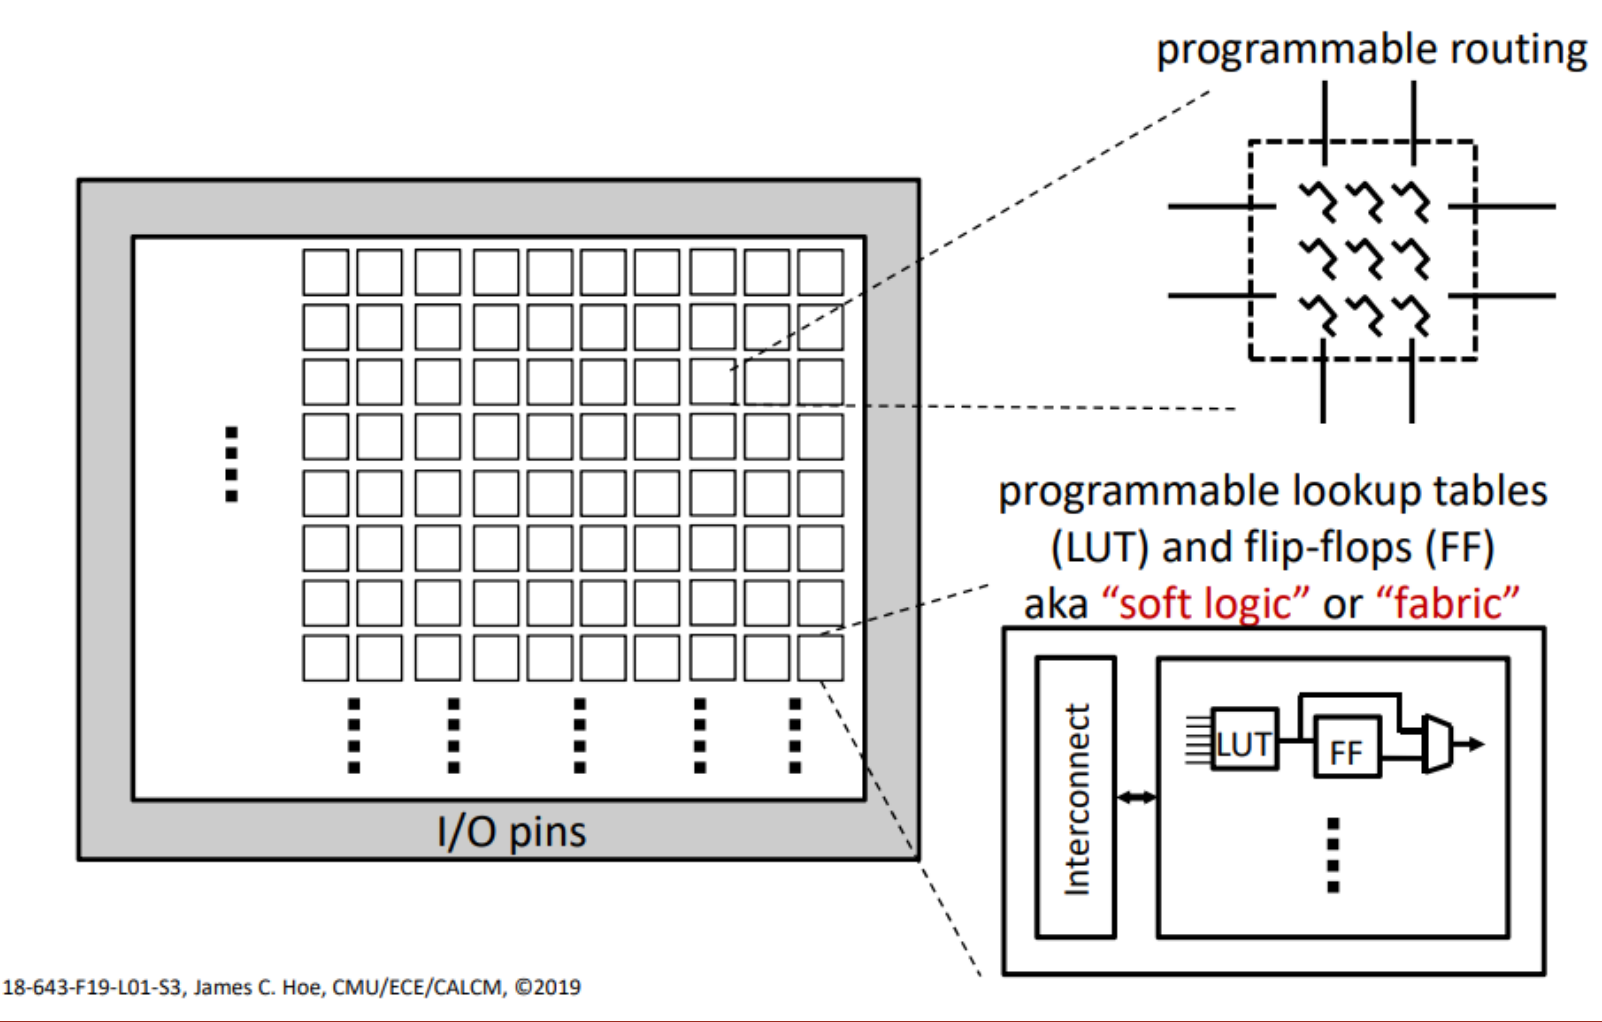 programmable routing
programmable lookup tables
(LUT) and flip-flops (FF)
aka “soft logic” or “fabric”
Interconnect
LUT
FF
I/O pins
18-643-F19-L01-S3, James C. Hoe, CMU/ECE/CALCM, ©2019